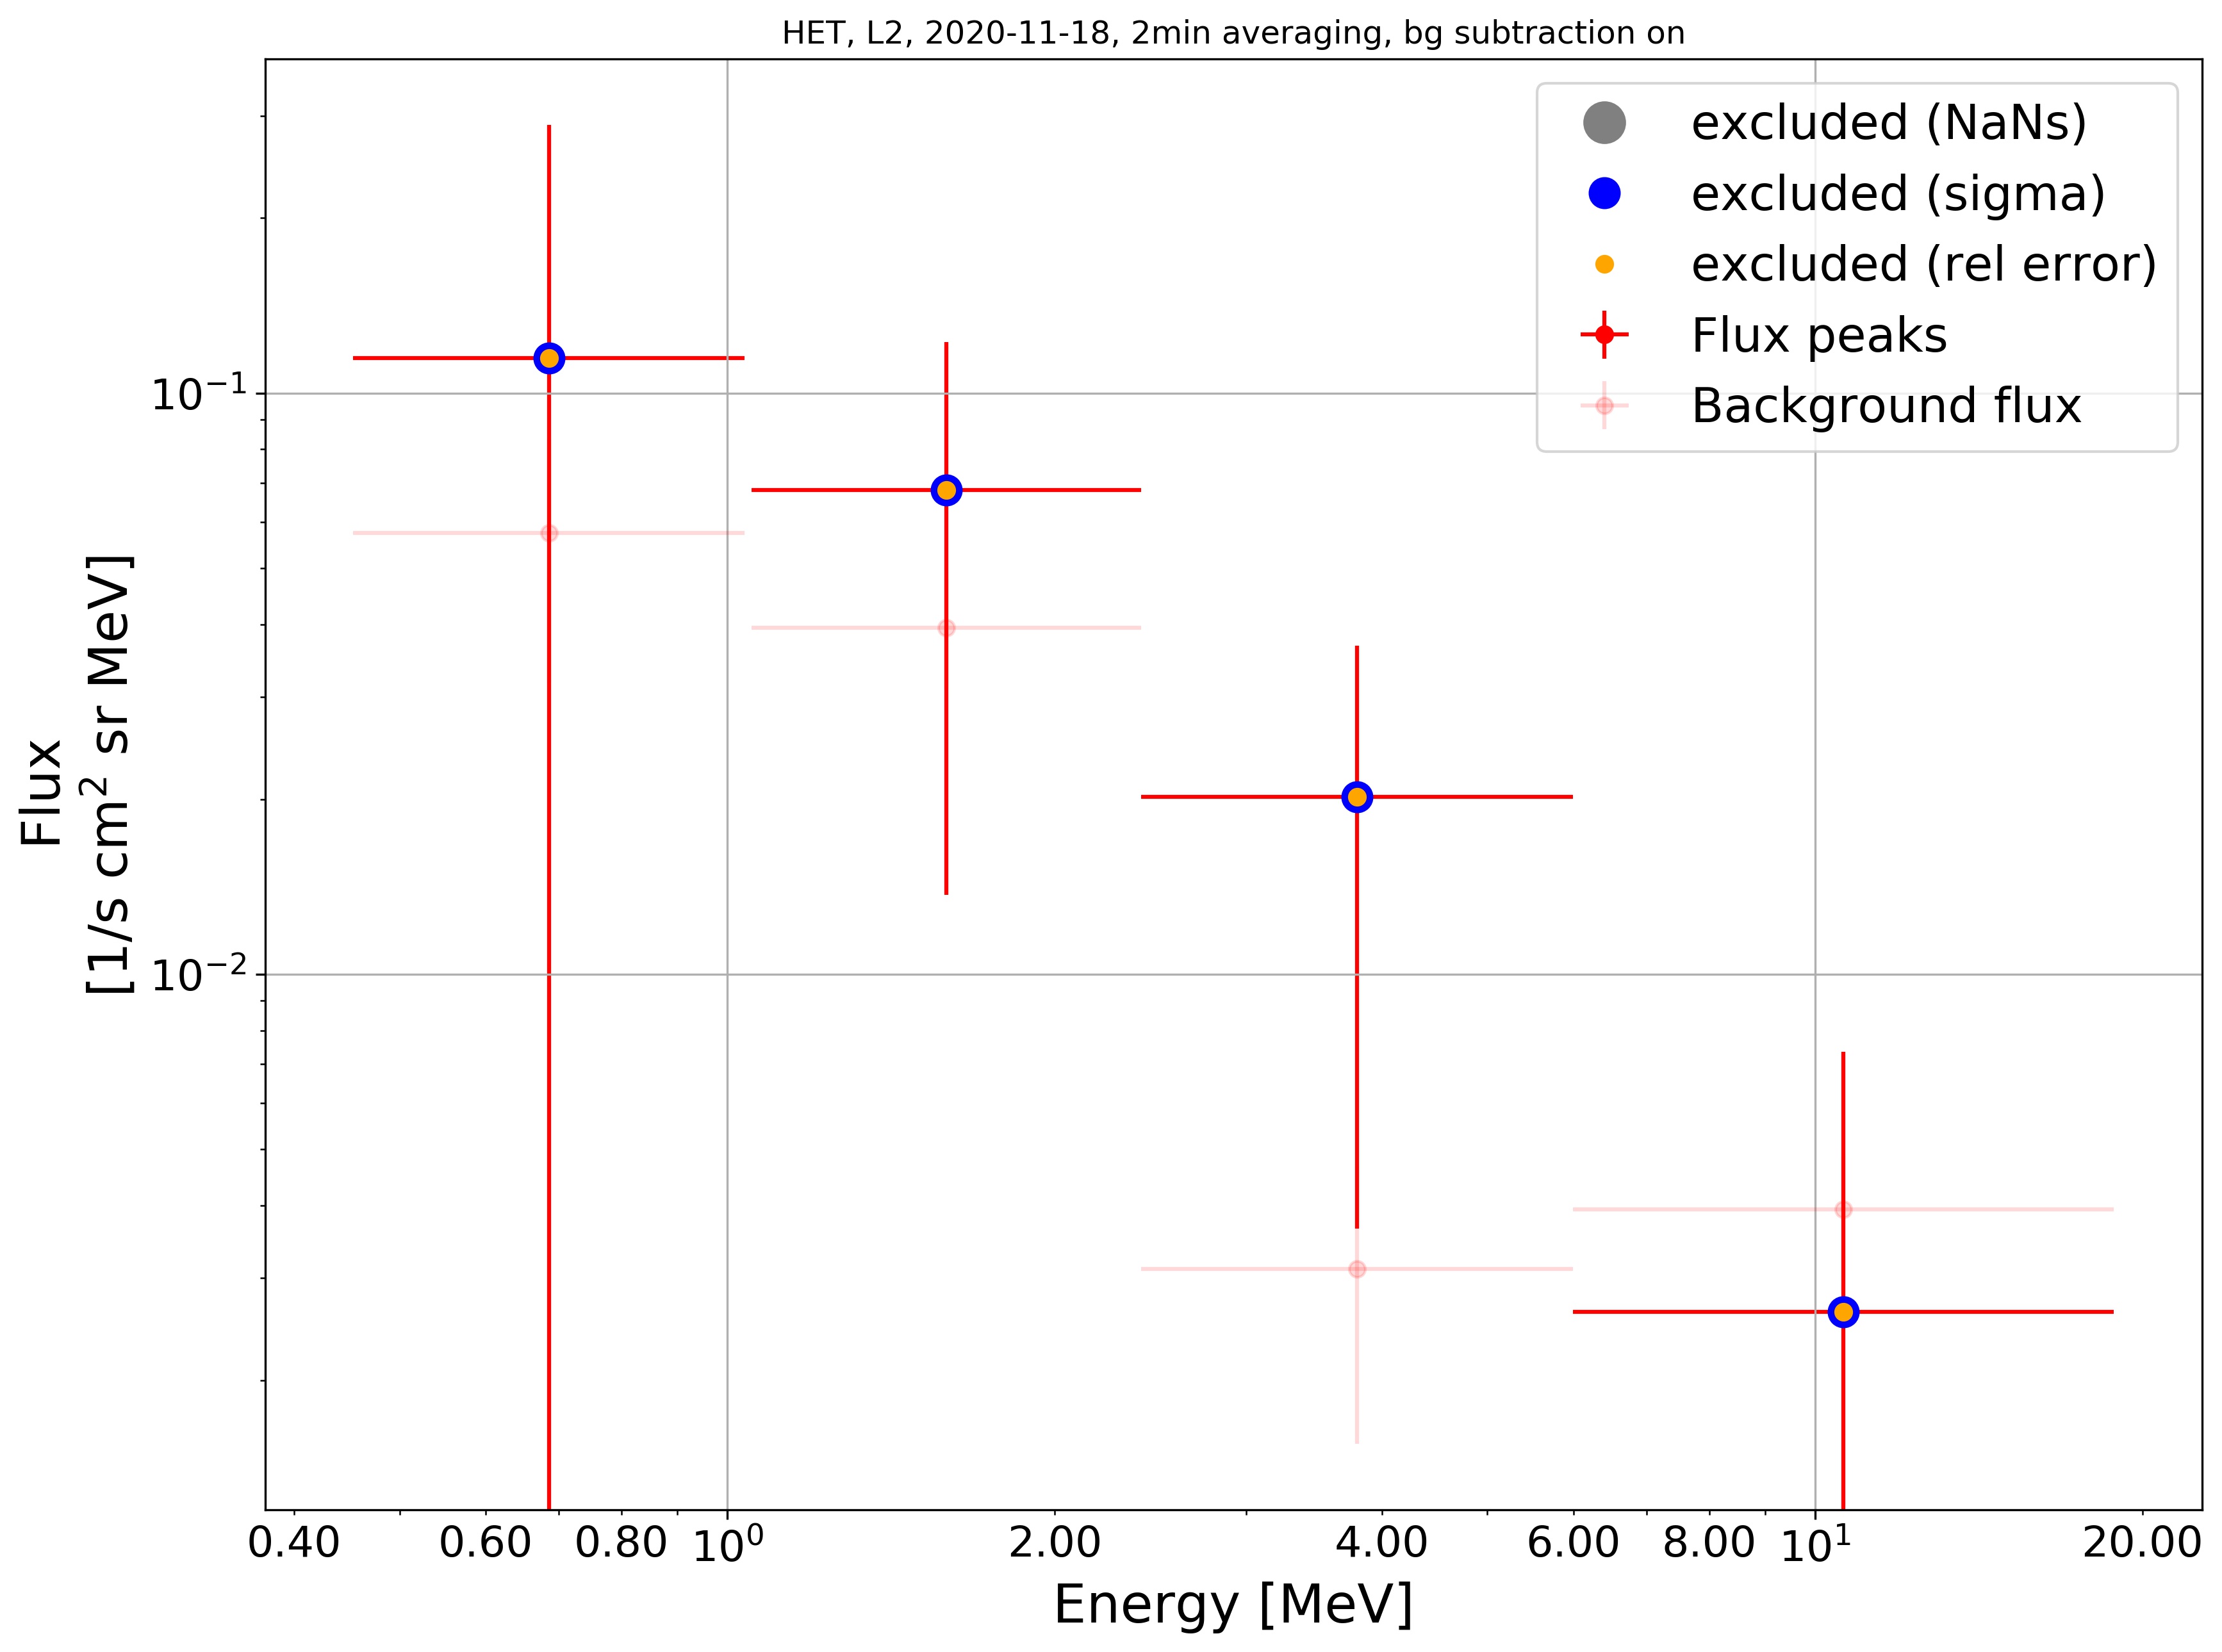 HET, L2, 2020-11-18, 2min averaging, bg subtraction on
excluded (NaNs)
excluded (sigma)
excluded (rel error)
Flux peaks
Background flux
10⁻¹
10⁻²
Flux
[1/s cm² sr MeV]
0.40 0.60 0.80 10⁰ 2.00 4.00 6.00 8.00 10¹ 20.00
Energy [MeV]